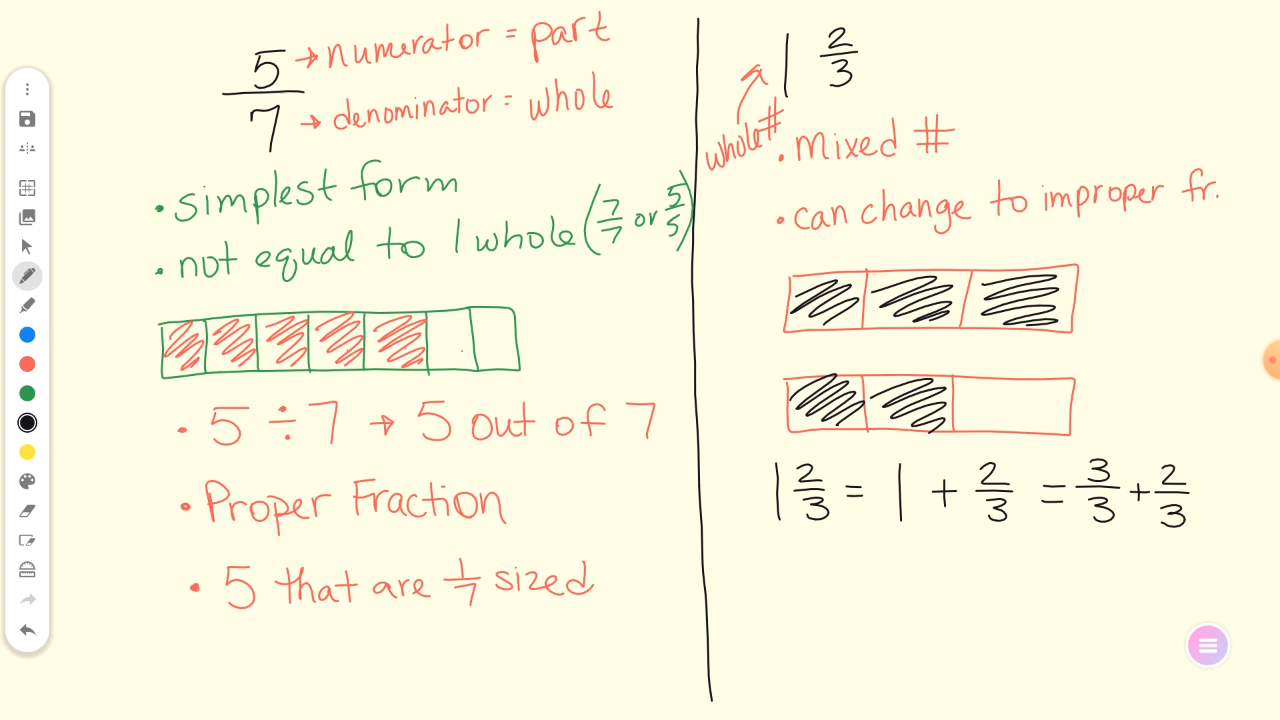 5 → numerator = part
7 → denominator = whole
• simplest form
• not equal to 1 whole (7/7 or 5/5)
• 5 ÷ 7 → 5 out of 7
• Proper Fraction
• 5 that are 1/7 sized
1 2/3
whole #
• mixed #
• can change to improper fr.
1 2/3 = 1 + 2/3 = 3/3 + 2/3